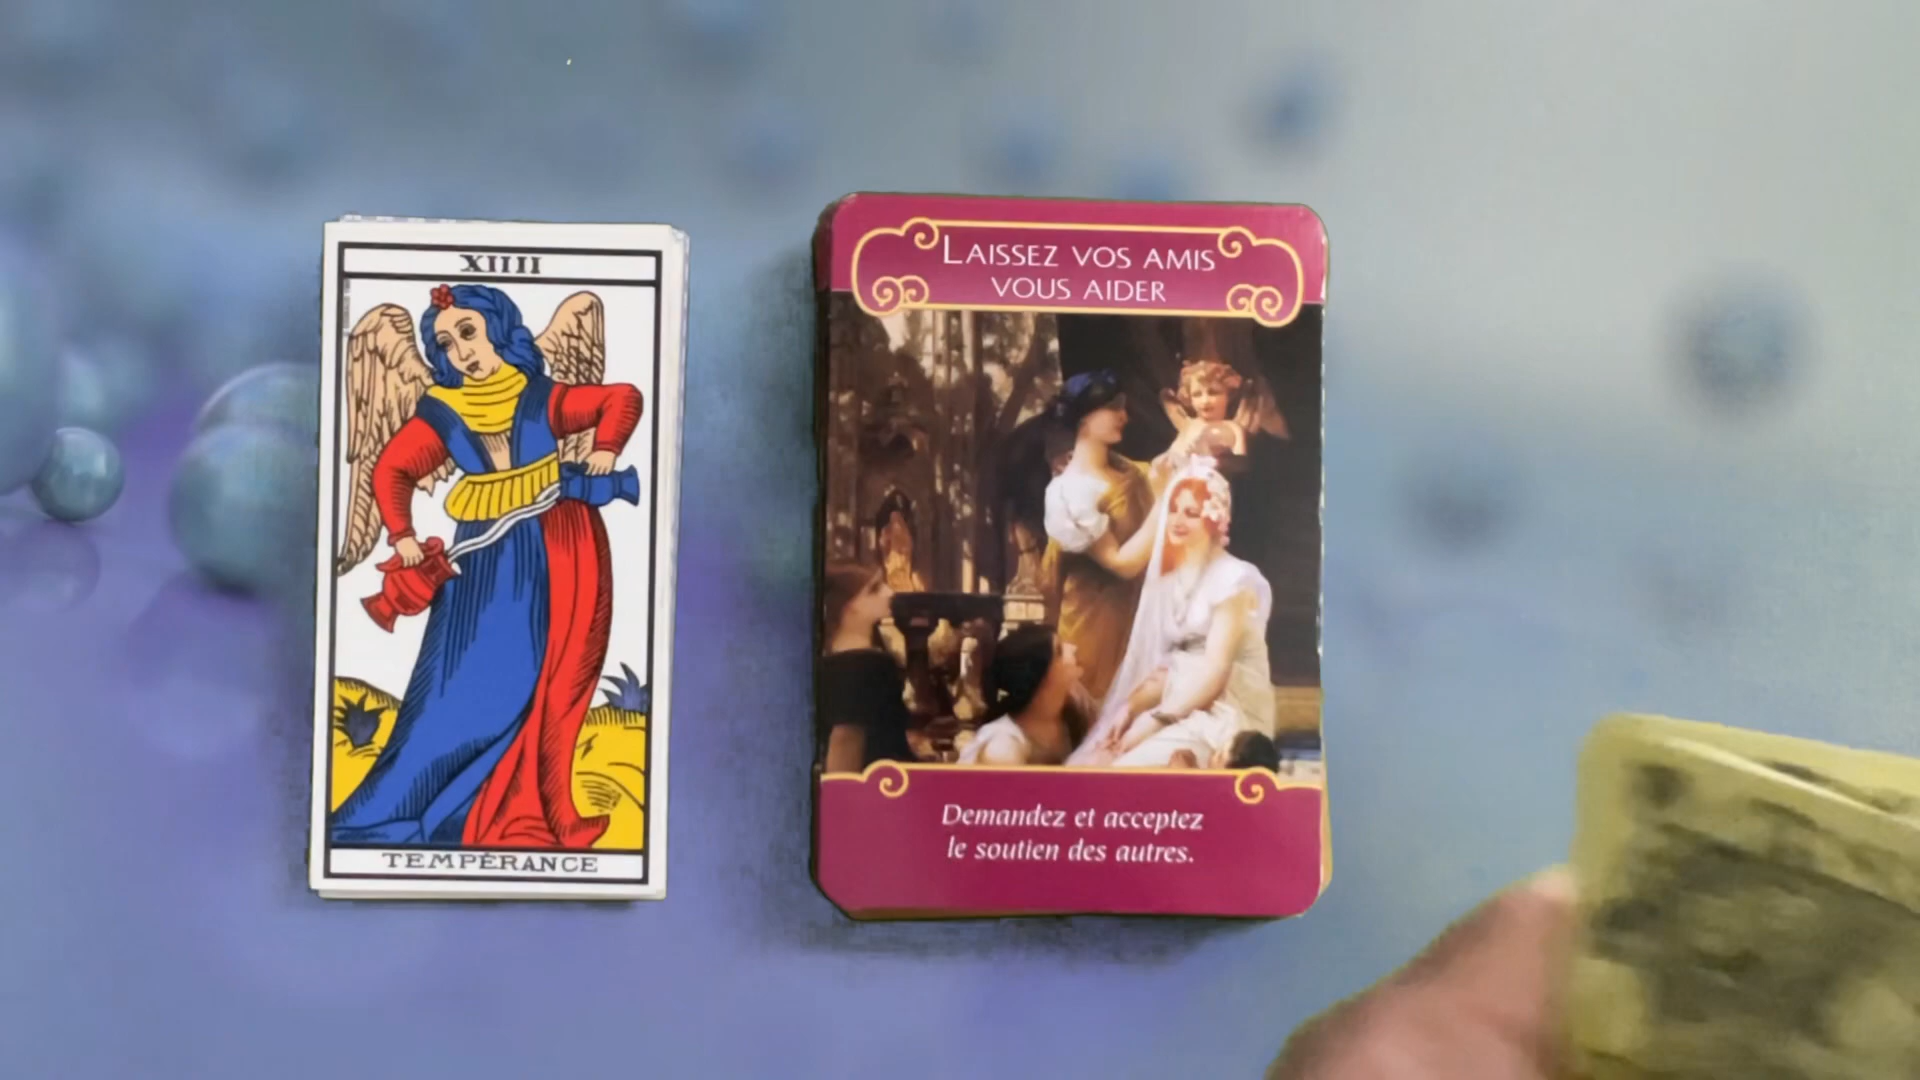 XIIII
TEMPÉRANCE
LAISSEZ VOS AMIS
VOUS AIDER
Demandez et acceptez
le soutien des autres.